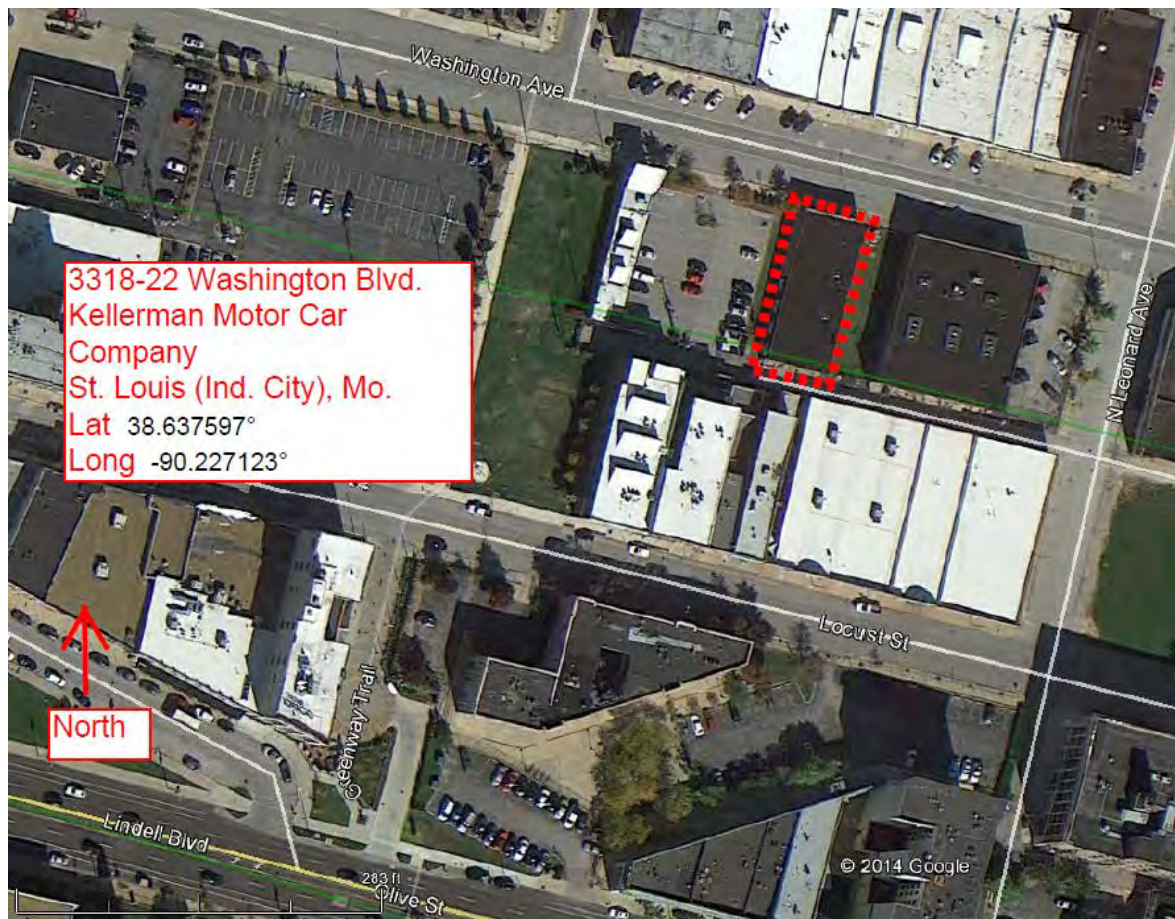 Washington Ave
3318-22 Washington Blvd.
Kellerman Motor Car
Company
St. Louis (Ind. City), Mo.
Lat 38.637597°
Long -90.227123°
N Leonard Ave
Locust St
North
Greenway Trail
Lindell Blvd
© 2014 Google
283 ft
Olive St